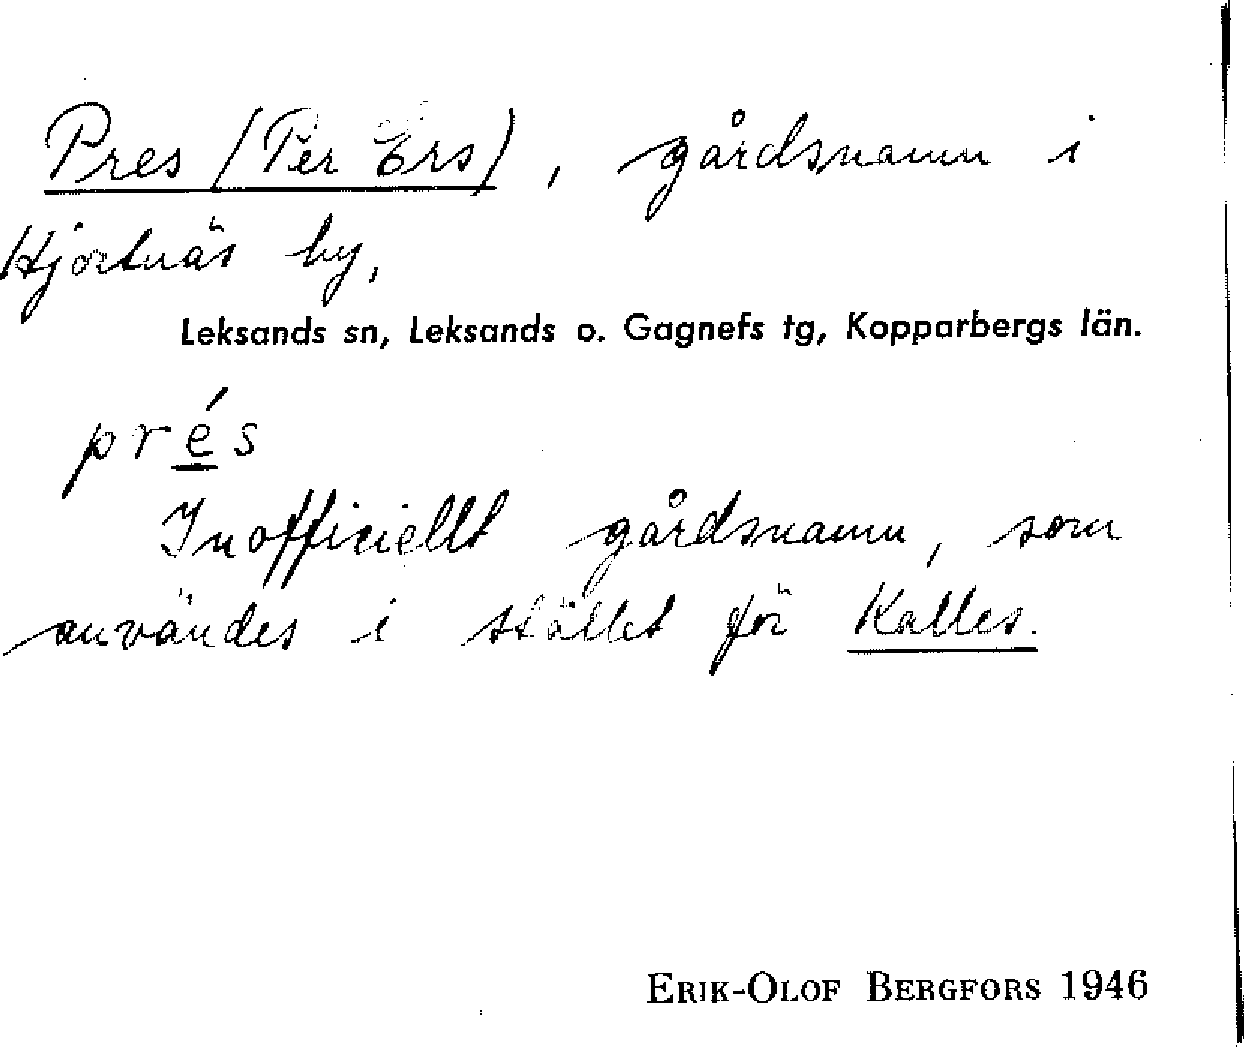 Pres (Per Ers), gårdsnamn i
Hjortnäs by,
Leksands sn, Leksands o. Gagnefs tg, Kopparbergs län.
prés
Inofficiellt gårdsnamn, som
användes i stället för Kalles.
ERIK-OLOF BERGFORS 1946